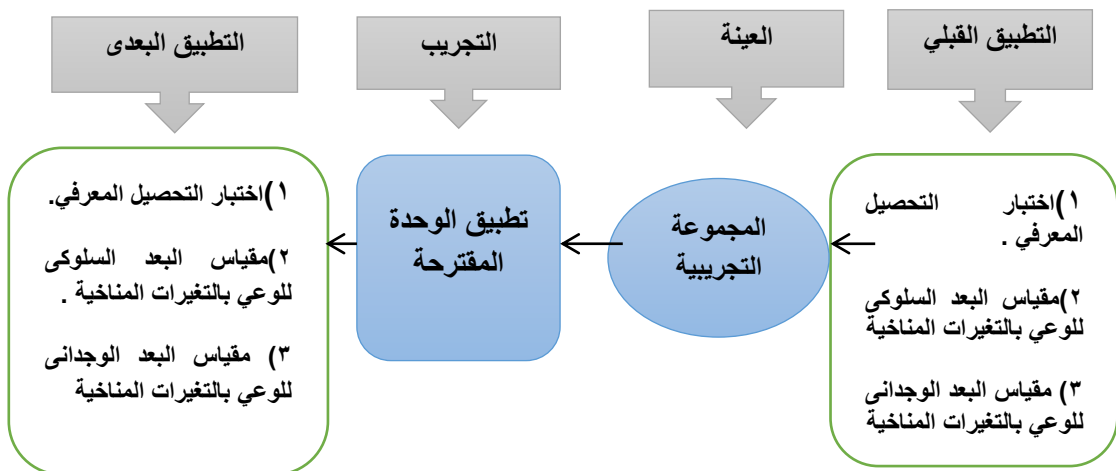 التطبيق القبلي
العينة
التجريب
التطبيق البعدى
١)اختبار التحصيل
المعرفي .
٢)مقياس البعد السلوكى
للوعي بالتغيرات المناخية
٣) مقياس البعد الوجدانى
للوعي بالتغيرات المناخية
المجموعة
التجريبية
تطبيق الوحدة
المقترحة
١)اختبار التحصيل المعرفي.
٢)مقياس البعد السلوكى
للوعي بالتغيرات المناخية .
٣) مقياس البعد الوجدانى
للوعي بالتغيرات المناخية